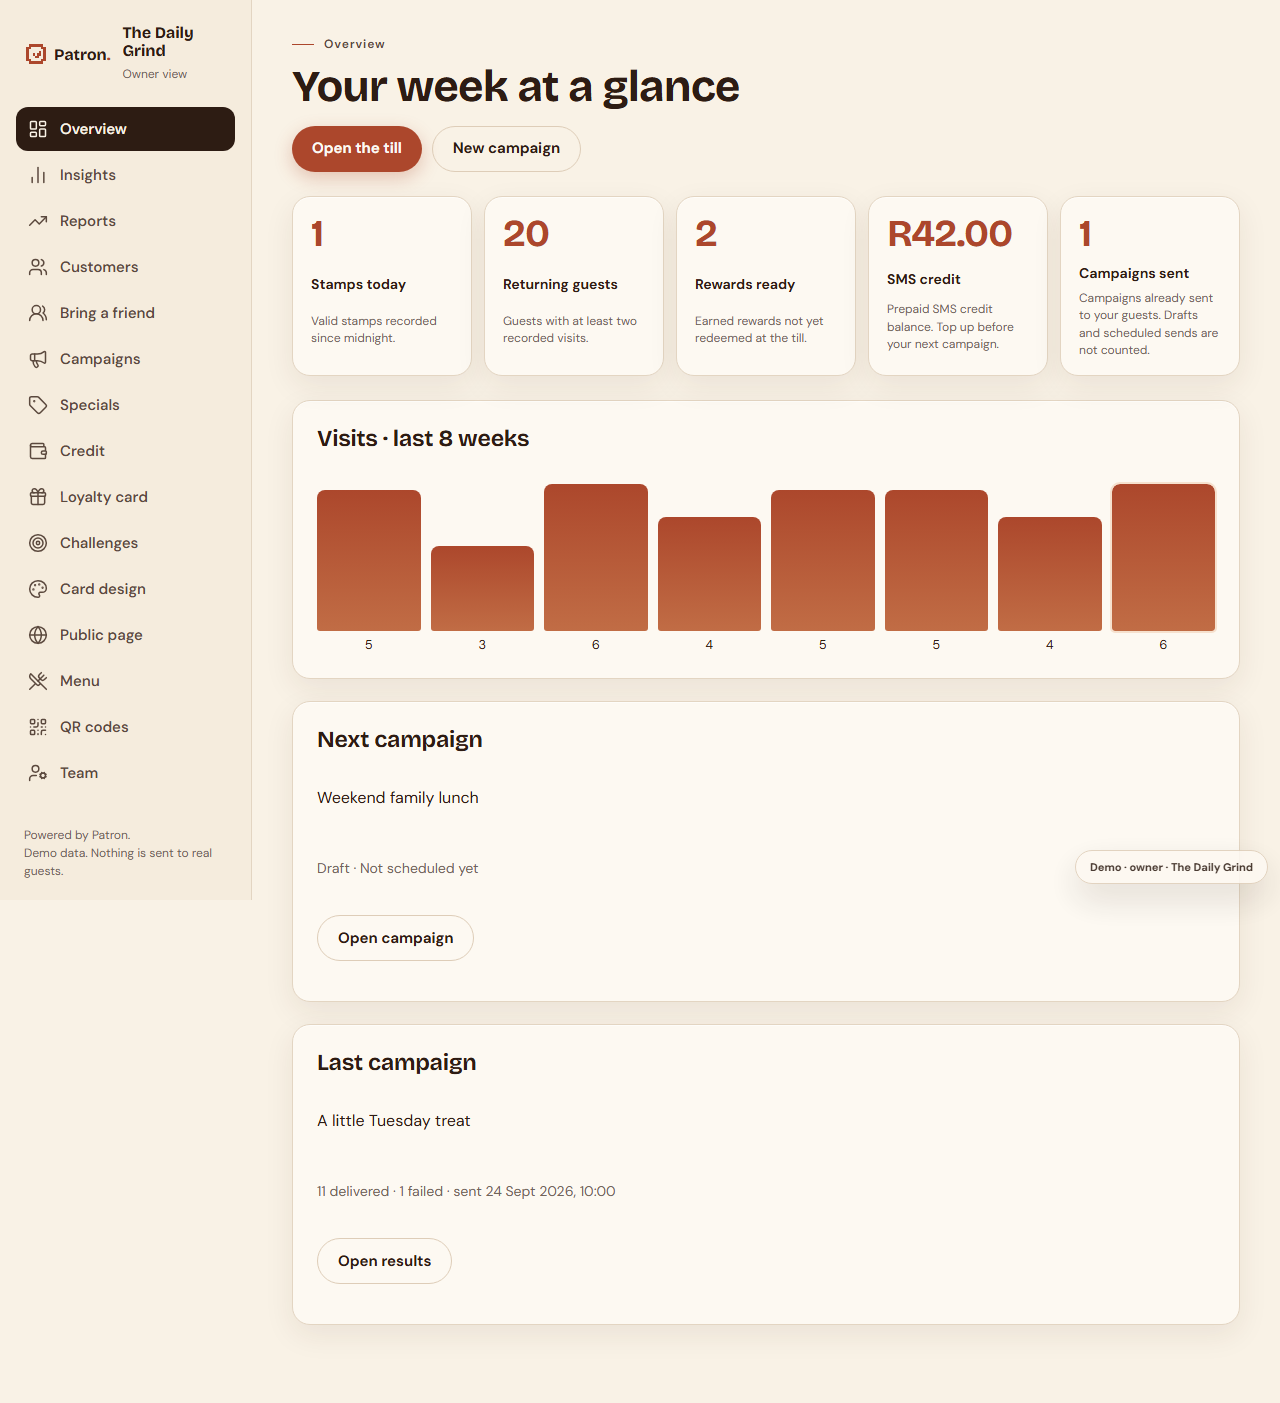 Patron.
The Daily
Grind
Owner view
Overview
Insights
Reports
Customers
Bring a friend
Campaigns
Specials
Credit
Loyalty card
Challenges
Card design
Public page
Menu
QR codes
Team
Powered by Patron.
Demo data. Nothing is sent to real
guests.
Overview
Your week at a glance
Open the till
New campaign
1
Stamps today
Valid stamps recorded
since midnight.
20
Returning guests
Guests with at least two
recorded visits.
2
Rewards ready
Earned rewards not yet
redeemed at the till.
R42.00
SMS credit
Prepaid SMS credit
balance. Top up before
your next campaign.
1
Campaigns sent
Campaigns already sent
to your guests. Drafts
and scheduled sends are
not counted.
Visits · last 8 weeks
5 3 6 4 5 5 4 6
Next campaign
Weekend family lunch
Draft · Not scheduled yet
Demo · owner · The Daily Grind
Open campaign
Last campaign
A little Tuesday treat
11 delivered · 1 failed · sent 24 Sept 2026, 10:00
Open results